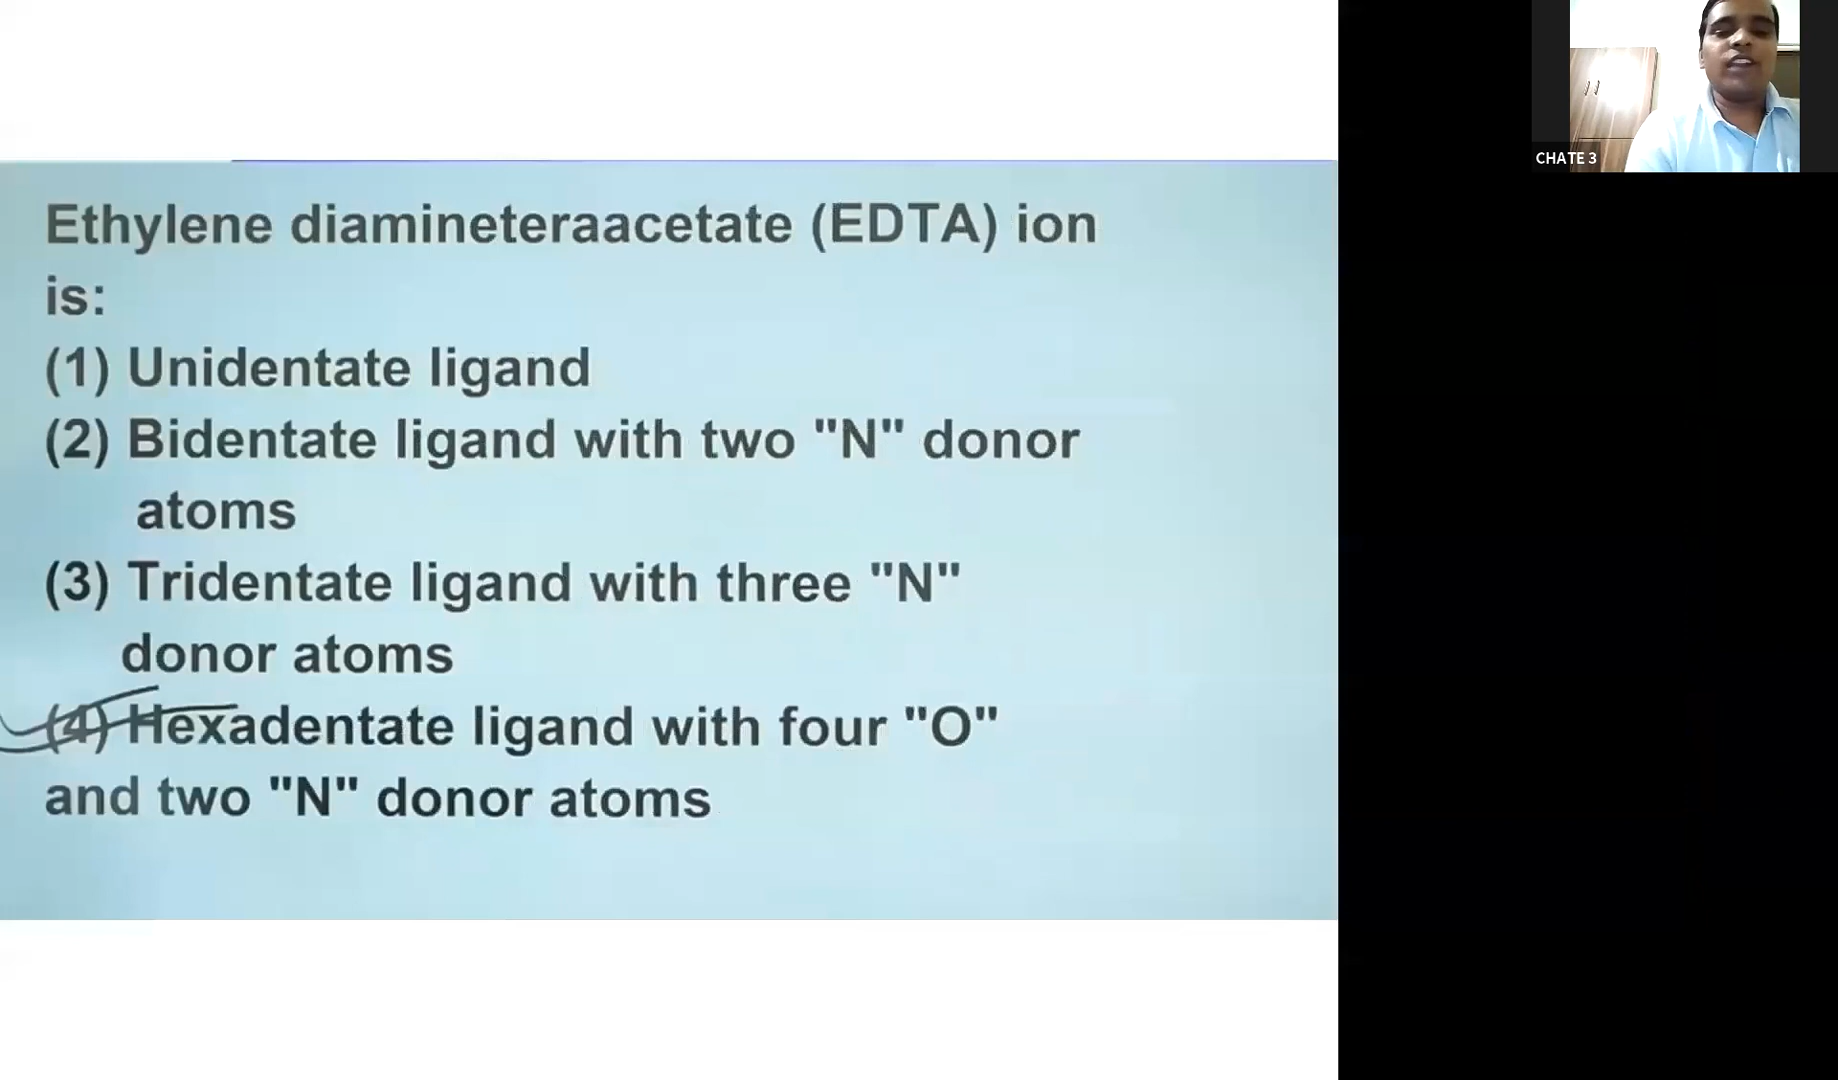 Ethylene diamineteraacetate (EDTA) ion
is:
(1) Unidentate ligand
(2) Bidentate ligand with two "N" donor
atoms
(3) Tridentate ligand with three "N"
donor atoms
(4) Hexadentate ligand with four "O"
and two "N" donor atoms
CHATE 3